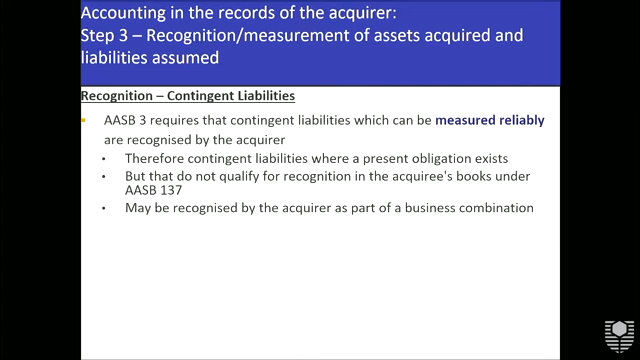 Accounting in the records of the acquirer:
Step 3 – Recognition/measurement of assets acquired and
liabilities assumed
Recognition – Contingent Liabilities
AASB 3 requires that contingent liabilities which can be measured reliably
are recognised by the acquirer
• Therefore contingent liabilities where a present obligation exists
• But that do not qualify for recognition in the acquiree's books under
AASB 137
• May be recognised by the acquirer as part of a business combination